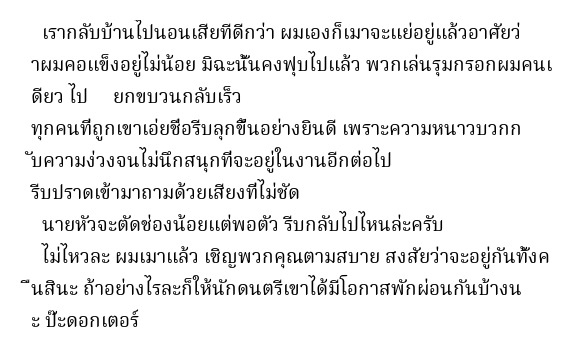 เรากลับบ้านไปนอนเสียทีดีกว่า ผมเองก็เมาจะแย่อยู่แล้วอาศัยว่
าผมคอแข็งอยู่ไม่น้อย มิฉะนั้นคงฟุบไปแล้ว พวกเล่นรุมกรอกผมคนเ
ดียว ไป ยกขบวนกลับเร็ว
ทุกคนที่ถูกเขาเอ่ยชื่อรีบลุกขึ้นอย่างยินดี เพราะความหนาวบวกก
ับความง่วงจนไม่นึกสนุกที่จะอยู่ในงานอีกต่อไป
รีบปราดเข้ามาถามด้วยเสียงที่ไม่ชัด
นายหัวจะตัดช่องน้อยแต่พอตัว รีบกลับไปไหนล่ะครับ
ไม่ไหวละ ผมเมาแล้ว เชิญพวกคุณตามสบาย สงสัยว่าจะอยู่กันทั้งค
ืนสินะ ถ้าอย่างไรละก็ให้นักดนตรีเขาได้มีโอกาสพักผ่อนกันบ้างน
ะ ป๊ะดอกเตอร์